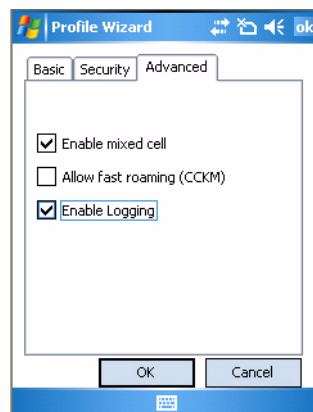 Profile Wizard ok
Basic Security Advanced
Enable mixed cell
Allow fast roaming (CCKM)
Enable Logging
OK Cancel